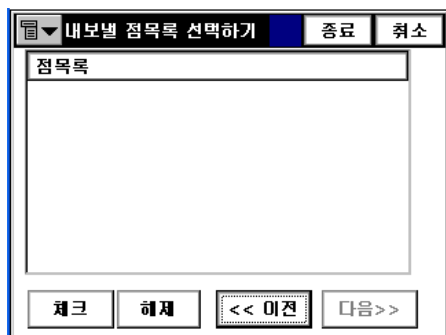 내보낼 점목록 선택하기 종료 취소
점목록
체크 해제 << 이전 다음>>